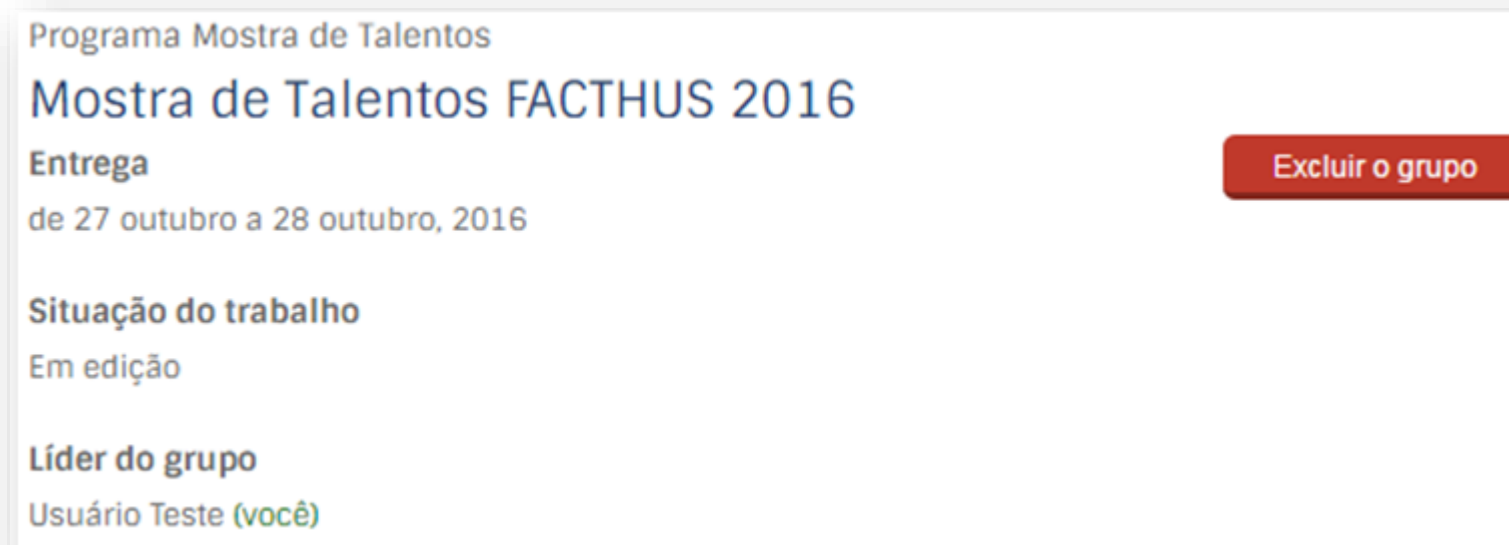 Programa Mostra de Talentos
Mostra de Talentos FACTHUS 2016
Entrega
Excluir o grupo
de 27 outubro a 28 outubro, 2016
Situação do trabalho
Em edição
Líder do grupo
Usuário Teste (você)